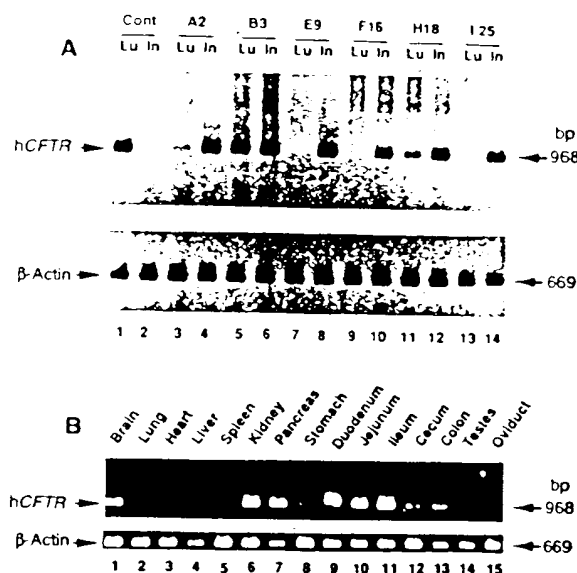 Cont A2 B3 E9 F16 H18 I 25
A Lu In Lu In Lu In Lu In Lu In Lu In Lu In
bp
hCFTR 968
β-Actin 669
1 2 3 4 5 6 7 8 9 10 11 12 13 14
B Brain Lung Heart Liver Spleen Kidney Pancreas Stomach Duodenum Jejunum Ileum Cecum Colon Testes Oviduct
bp
hCFTR 968
β-Actin 669
1 2 3 4 5 6 7 8 9 10 11 12 13 14 15